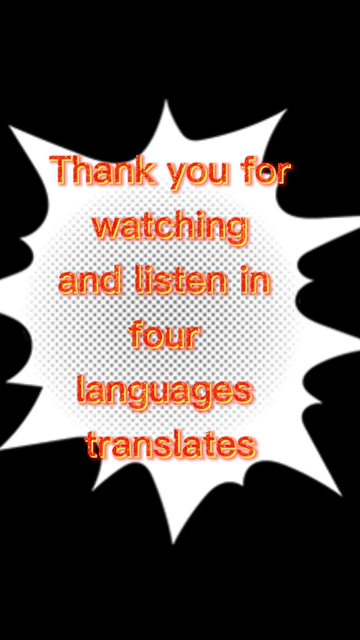 Thank you for
watching
and listen in
four
languages
translates